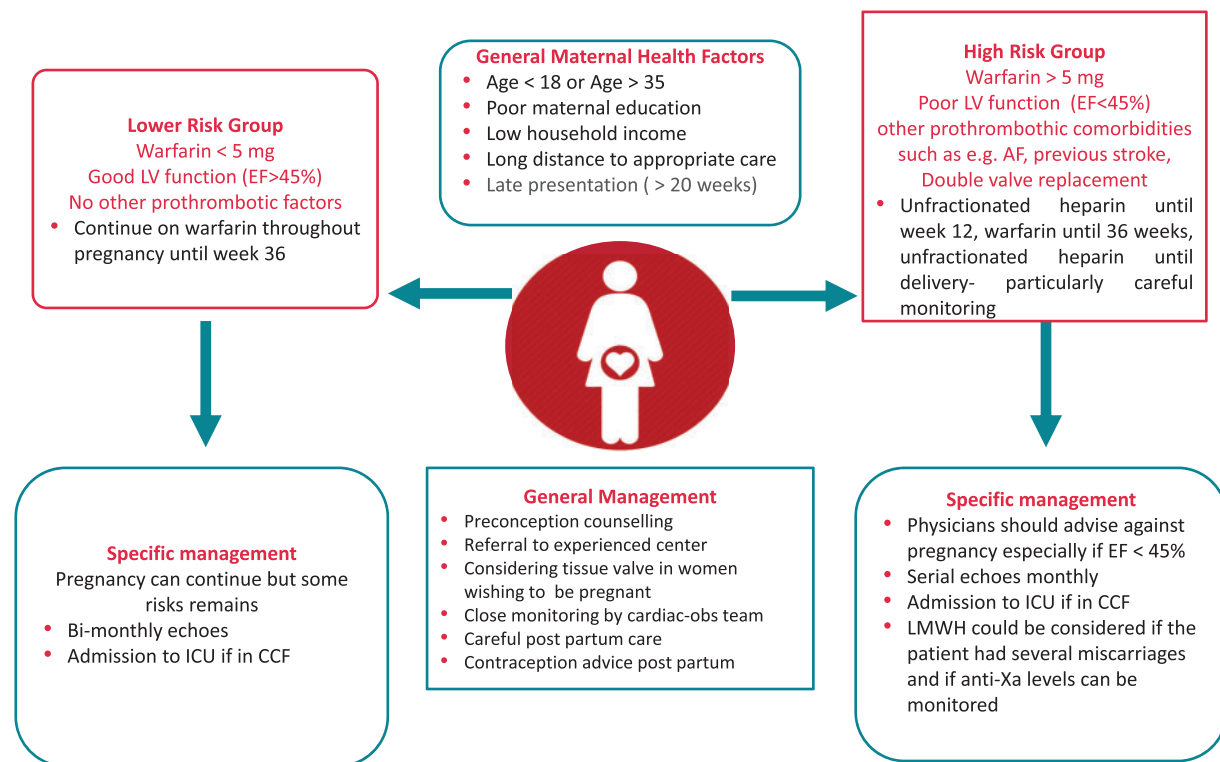 General Maternal Health Factors
• Age < 18 or Age > 35
• Poor maternal education
• Low household income
• Long distance to appropriate care
• Late presentation ( > 20 weeks)
Lower Risk Group
Warfarin < 5 mg
Good LV function (EF>45%)
No other prothrombotic factors
• Continue on warfarin throughout
pregnancy until week 36
High Risk Group
Warfarin > 5 mg
Poor LV function (EF<45%)
other prothrombothic comorbidities
such as e.g. AF, previous stroke,
Double valve replacement
• Unfractionated heparin until
week 12, warfarin until 36 weeks,
unfractionated heparin until
delivery- particularly careful
monitoring
Specific management
Pregnancy can continue but some
risks remains
• Bi-monthly echoes
• Admission to ICU if in CCF
General Management
• Preconception counselling
• Referral to experienced center
• Considering tissue valve in women
wishing to be pregnant
• Close monitoring by cardiac-obs team
• Careful post partum care
• Contraception advice post partum
Specific management
• Physicians should advise against
pregnancy especially if EF < 45%
• Serial echoes monthly
• Admission to ICU if in CCF
• LMWH could be considered if the
patient had several miscarriages
and if anti-Xa levels can be
monitored